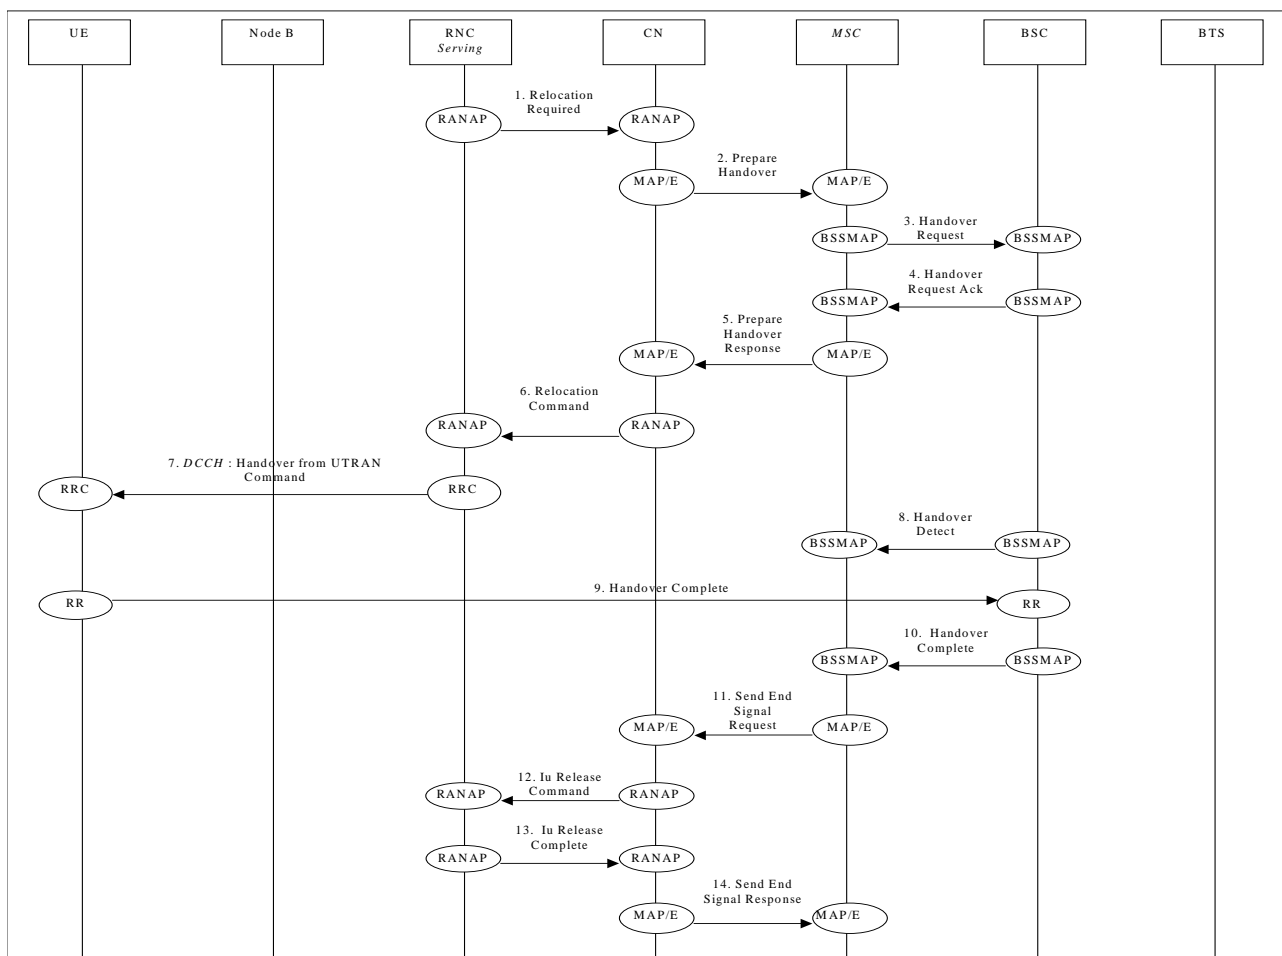 UE
Node B
RNC
Serving
CN
MSC
BSC
BTS
1. Relocation
Required
RANAP
RANAP
2. Prepare
Handover
MAP/E
MAP/E
3. Handover
Request
BSSMAP
BSSMAP
4. Handover
Request Ack
BSSMAP
BSSMAP
5. Prepare
Handover
Response
MAP/E
MAP/E
6. Relocation
Command
RANAP
RANAP
7. DCCH : Handover from UTRAN
Command
RRC
RRC
8. Handover
Detect
BSSMAP
BSSMAP
9. Handover Complete
RR
RR
10. Handover
Complete
BSSMAP
BSSMAP
11. Send End
Signal
Request
MAP/E
MAP/E
12. Iu Release
Command
RANAP
RANAP
13. Iu Release
Complete
RANAP
RANAP
14. Send End
Signal Response
MAP/E
MAP/E